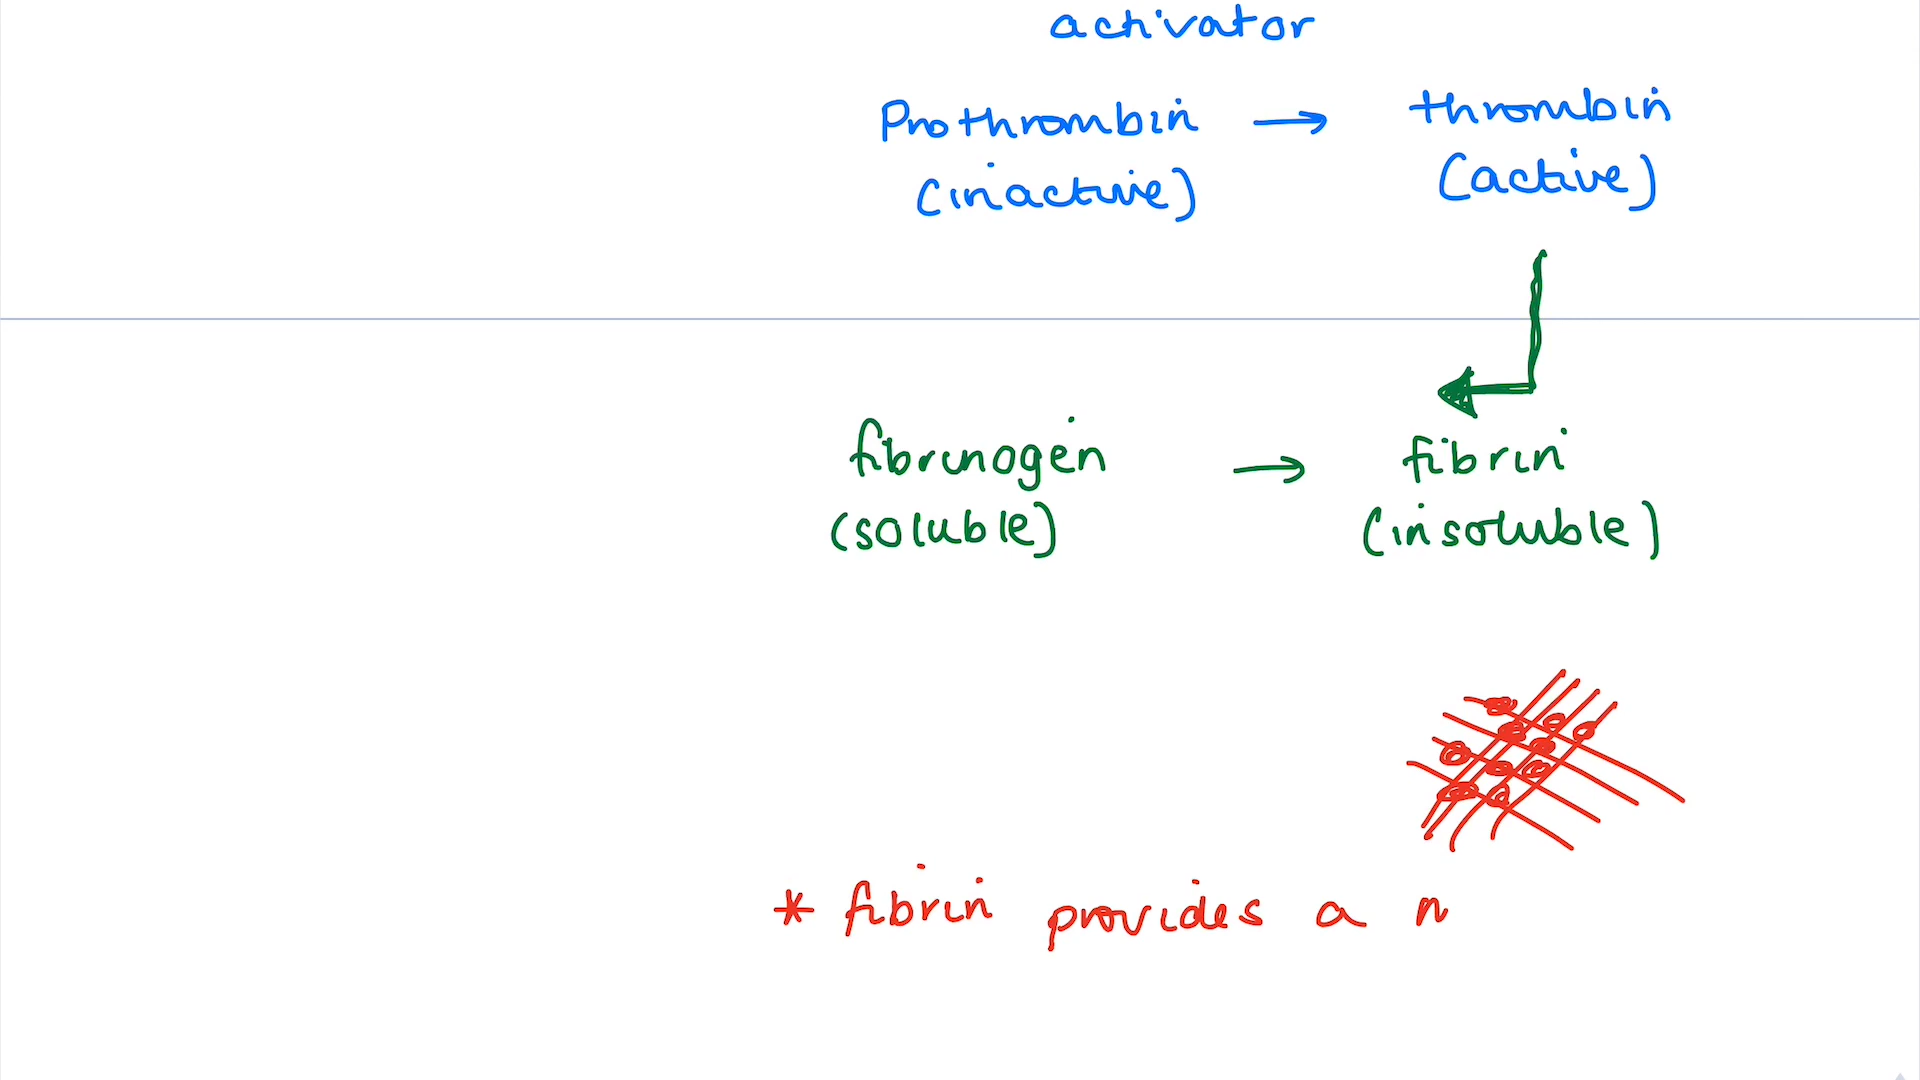 activator
Prothrombin → thrombin
(inactive) (active)
fibrinogen → fibrin
(soluble) (insoluble)
* fibrin provides a n